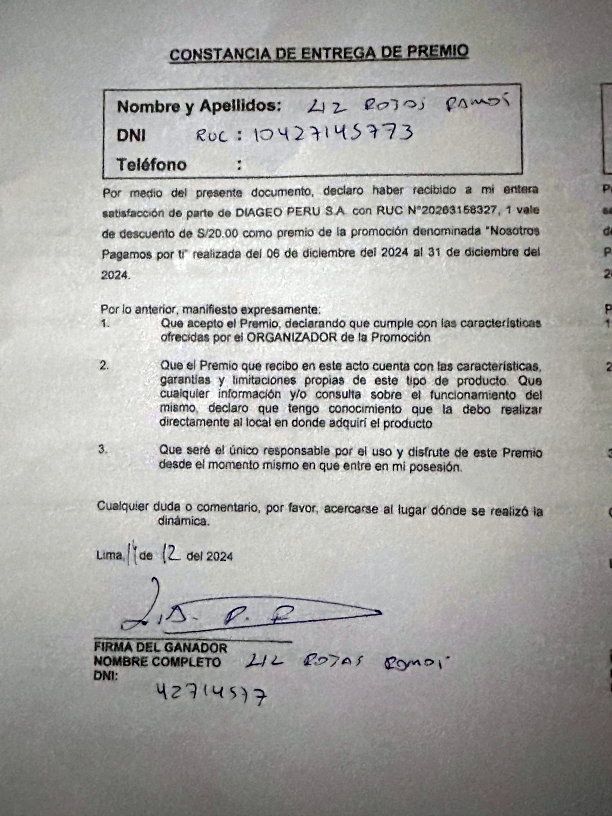 CONSTANCIA DE ENTREGA DE PREMIO
Nombre y Apellidos: LIZ ROJAS RAMOS
DNI RUC : 10427145773
Teléfono :
Por medio del presente documento, declaro haber recibido a mi entera
satisfacción de parte de DIAGEO PERU S.A. con RUC N°20263158327, 1 vale
de descuento de S/20.00 como premio de la promoción denominada "Nosotros
Pagamos por ti" realizada del 06 de diciembre del 2024 al 31 de diciembre del
2024.
Por lo anterior, manifiesto expresamente:
1. Que acepto el Premio, declarando que cumple con las características
ofrecidas por el ORGANIZADOR de la Promoción
2. Que el Premio que recibo en este acto cuenta con las características,
garantías y limitaciones propias de este tipo de producto. Que
cualquier información y/o consulta sobre el funcionamiento del
mismo, declaro que tengo conocimiento que la debo realizar
directamente al local en donde adquirí el producto
3. Que seré el único responsable por el uso y disfrute de este Premio
desde el momento mismo en que entre en mi posesión.
Cualquier duda o comentario, por favor, acercarse al lugar dónde se realizó la
dinámica.
Lima, de 12 del 2024
FIRMA DEL GANADOR
NOMBRE COMPLETO LIZ ROJAS RAMOS
DNI:
42714577